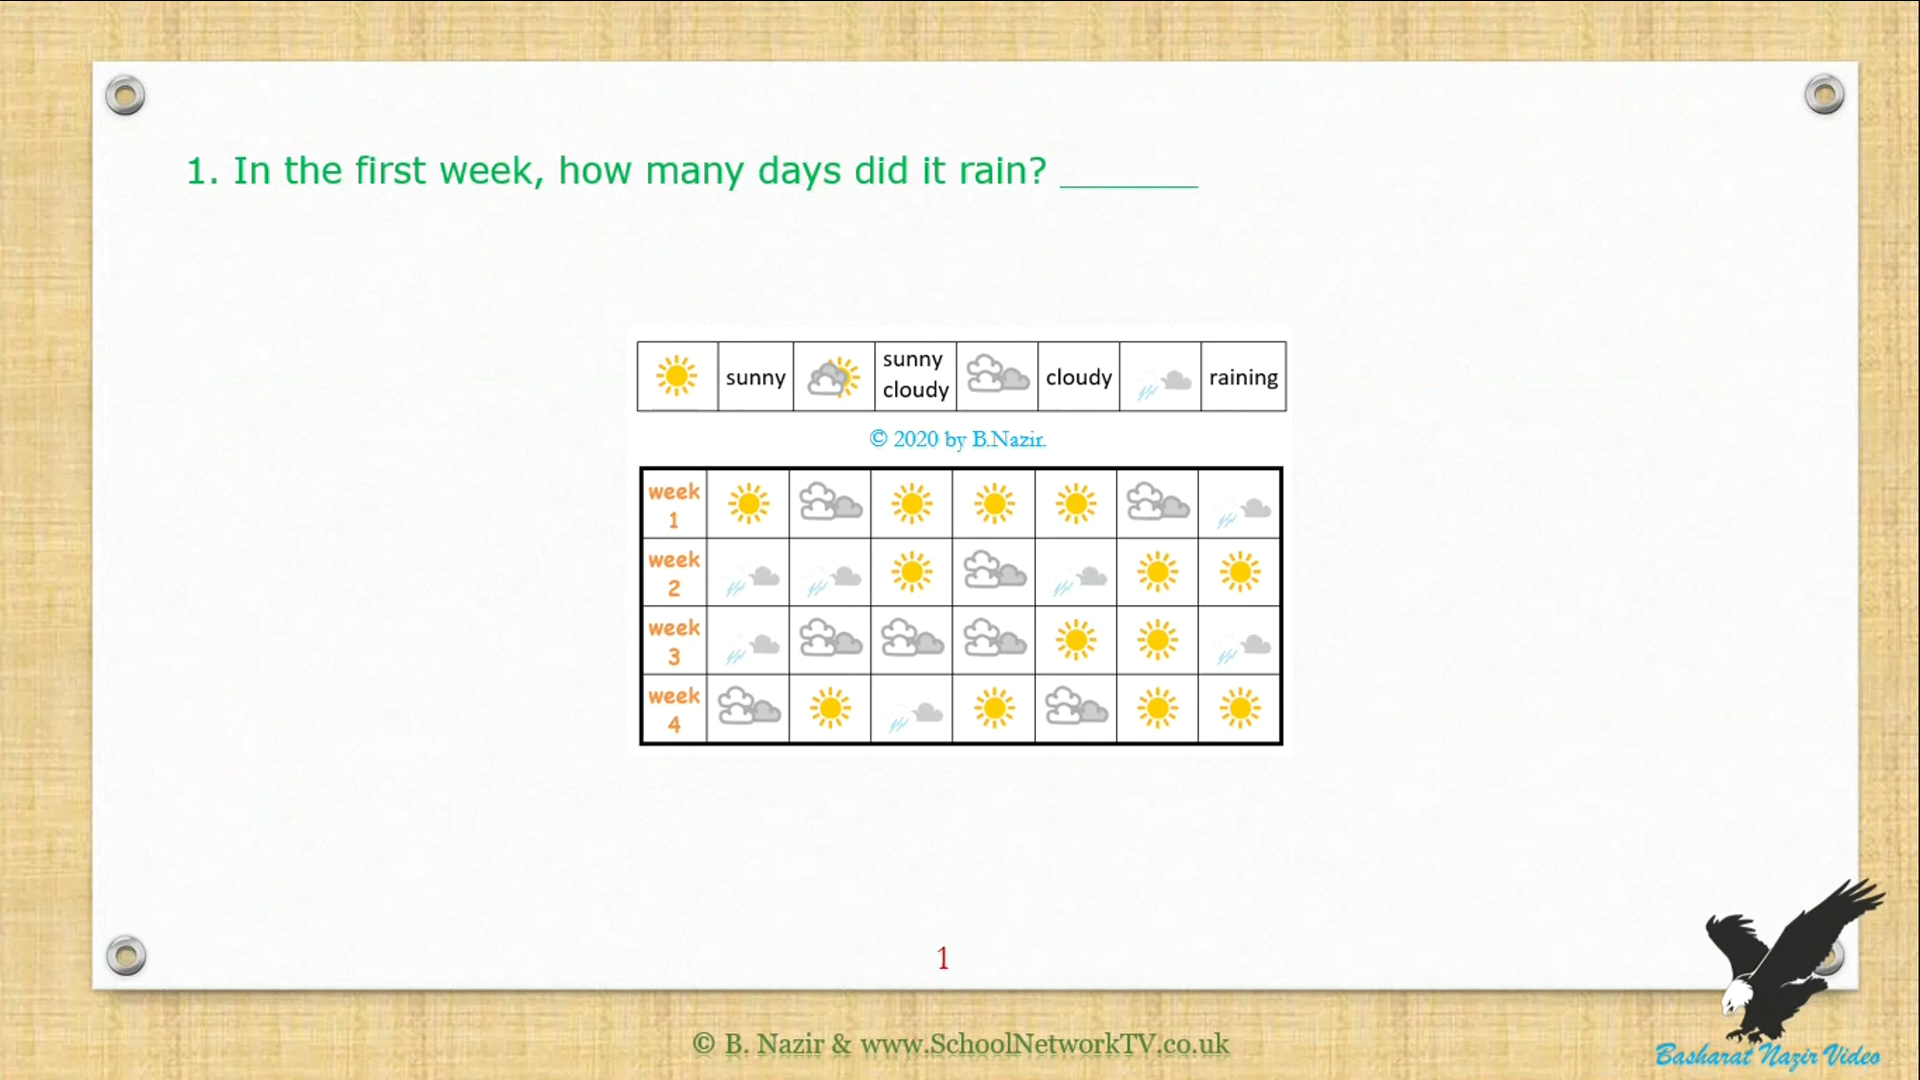 1. In the first week, how many days did it rain? _______
sunny
sunny
cloudy
cloudy
raining
© 2020 by B.Nazir.
week
1
week
2
week
3
week
4
1
© B. Nazir & www.SchoolNetworkTV.co.uk
Basharat Nazir Video